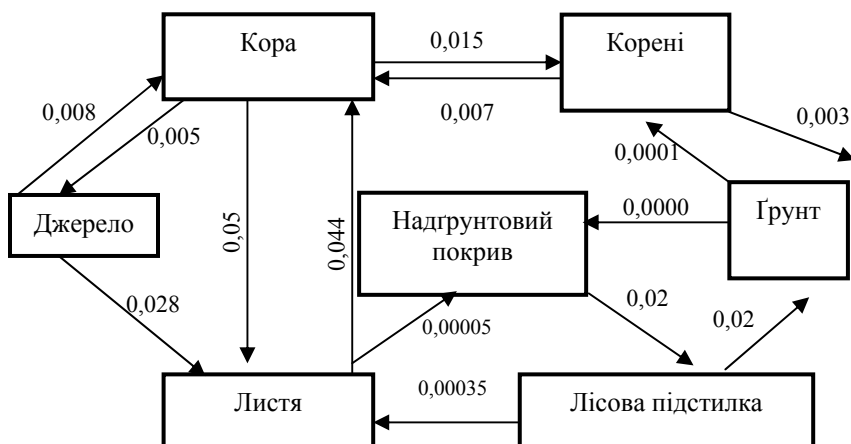 Кора
0,015
Корені
0,008
0,005
0,007
0,003
0,0001
Джерело
0,05
0,044
Надґрунтовий
покрив
0,0000
Ґрунт
0,028
0,00005
0,02
0,02
Листя
0,00035
Лісова підстилка